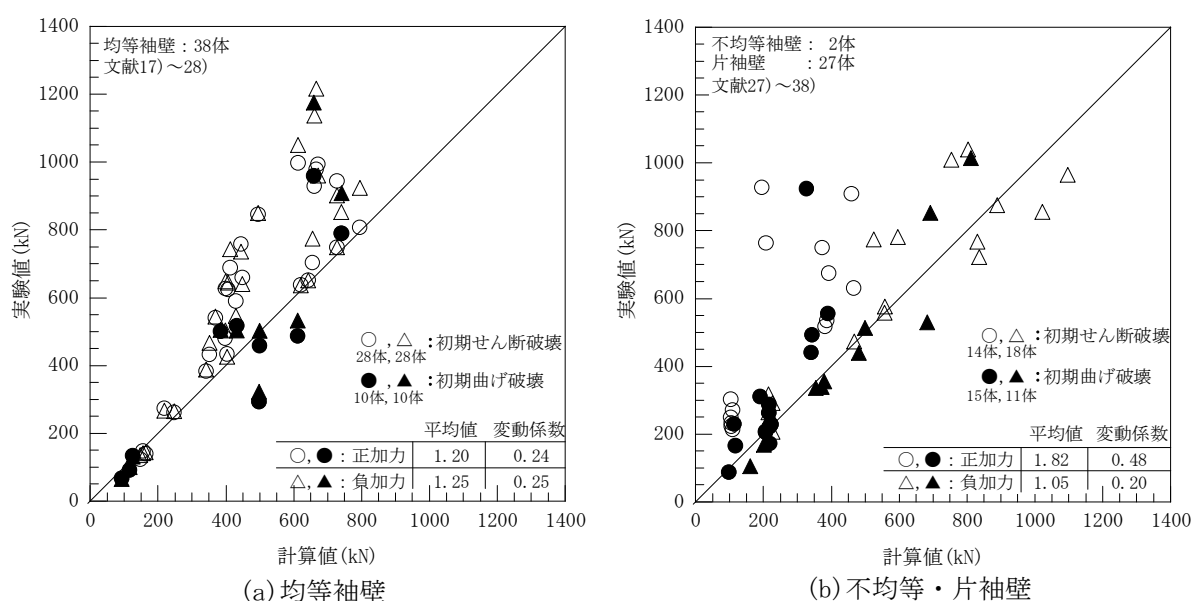 1400
1200
1000
800
600
400
200
0
実験値(kN)
均等袖壁：38体
文献17)～28)
○, △：初期せん断破壊
28体, 28体
●, ▲：初期曲げ破壊
10体, 10体
平均値 変動係数
○, ●：正加力 1.20 0.24
△, ▲：負加力 1.25 0.25
0 200 400 600 800 1000 1200 1400
計算値(kN)
(a)均等袖壁
1400
1200
1000
800
600
400
200
0
実験値(kN)
不均等袖壁： 2体
片袖壁 ：27体
文献27)～38)
○, △：初期せん断破壊
14体, 18体
●, ▲：初期曲げ破壊
15体, 11体
平均値 変動係数
○, ●：正加力 1.82 0.48
△, ▲：負加力 1.05 0.20
0 200 400 600 800 1000 1200 1400
計算値(kN)
(b)不均等・片袖壁